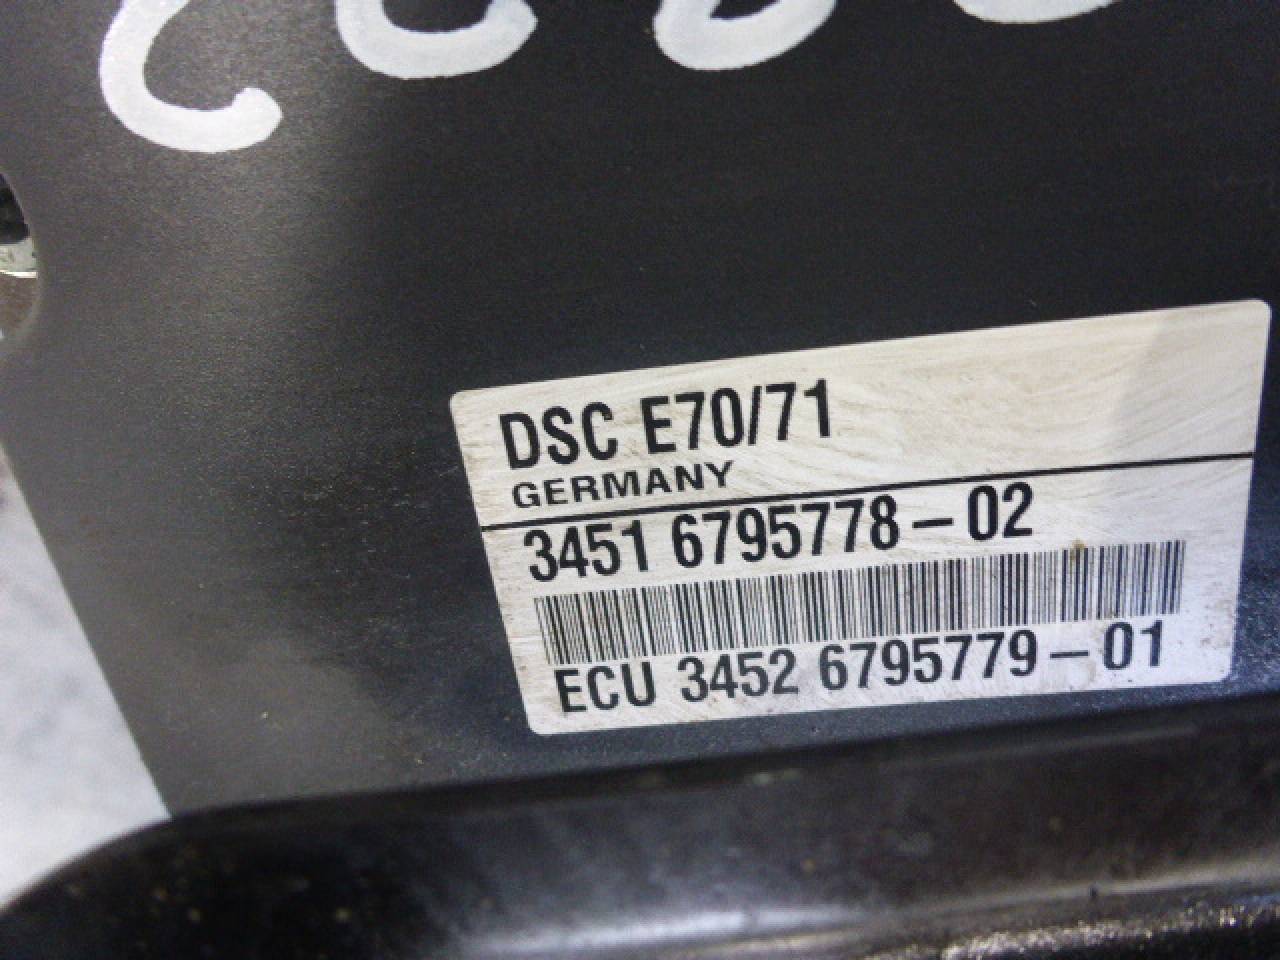 DSC E70/71
GERMANY
3451 6795778-02
ECU 3452 6795779-01